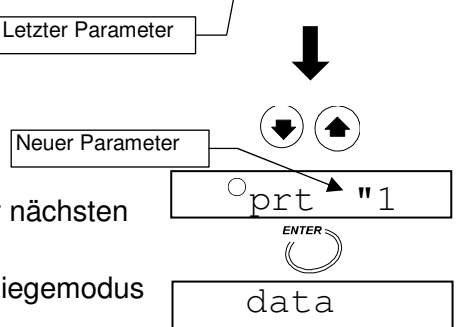 Letzter Parameter
Neuer Parameter
prt "1
nächsten
ENTER
iegemodus
data